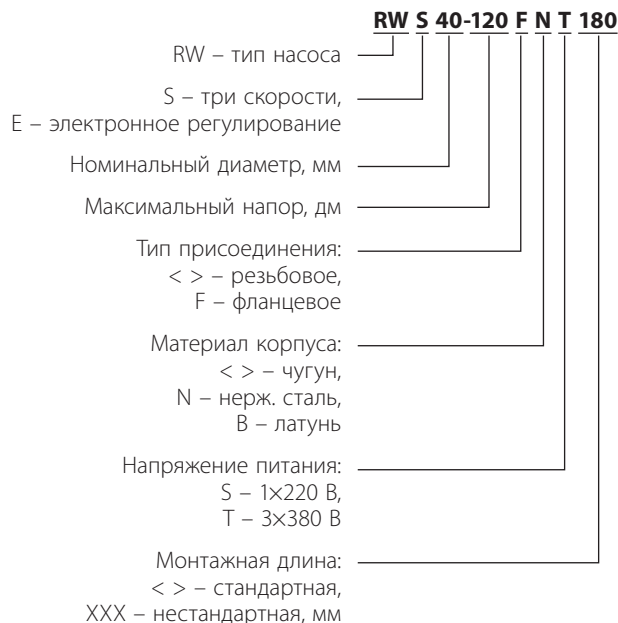 RW S 40-120 F N T 180
RW – тип насоса
S – три скорости,
E – электронное регулирование
Номинальный диаметр, мм
Максимальный напор, дм
Тип присоединения:
< > – резьбовое,
F – фланцевое
Материал корпуса:
< > – чугун,
N – нерж. сталь,
B – латунь
Напряжение питания:
S – 1×220 В,
T – 3×380 В
Монтажная длина:
< > – стандартная,
XXX – нестандартная, мм